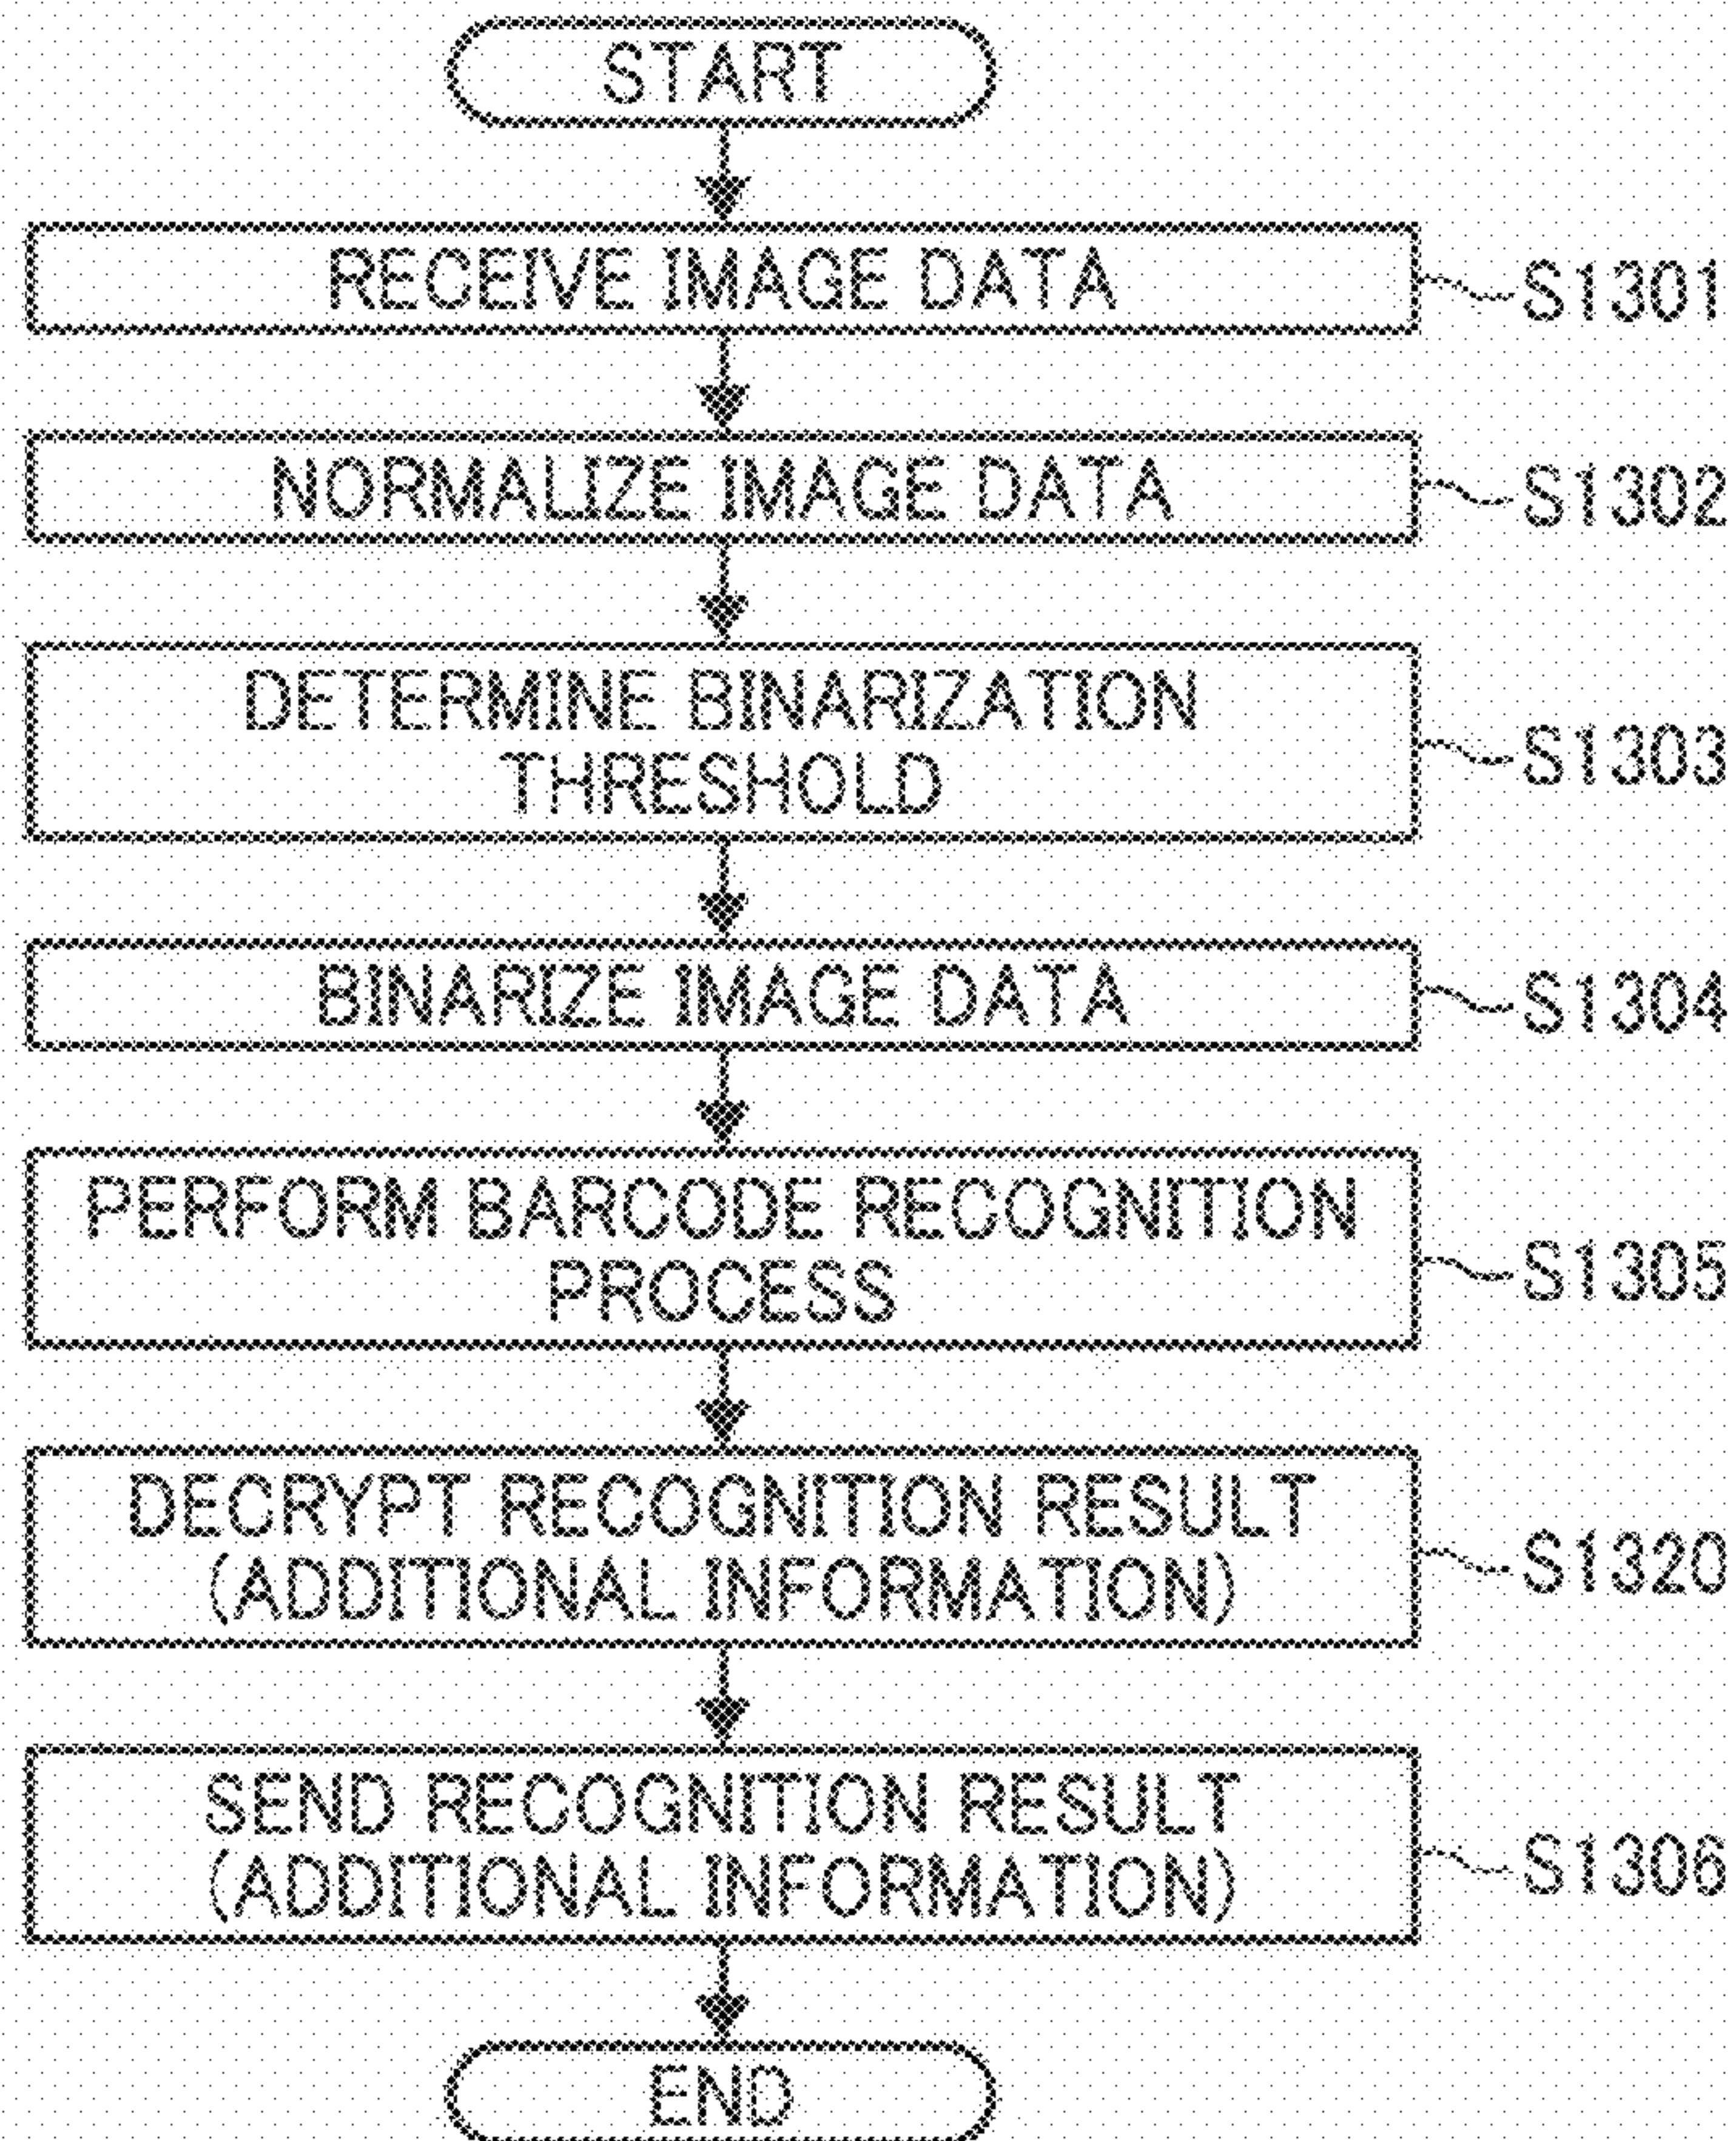 START
RECEIVE IMAGE DATA
S1301
NORMALIZE IMAGE DATA
S1302
DETERMINE BINARIZATION
THRESHOLD
S1303
BINARIZE IMAGE DATA
S1304
PERFORM BARCODE RECOGNITION
PROCESS
S1305
DECRYPT RECOGNITION RESULT
(ADDITIONAL INFORMATION)
S1320
SEND RECOGNITION RESULT
(ADDITIONAL INFORMATION)
S1306
END